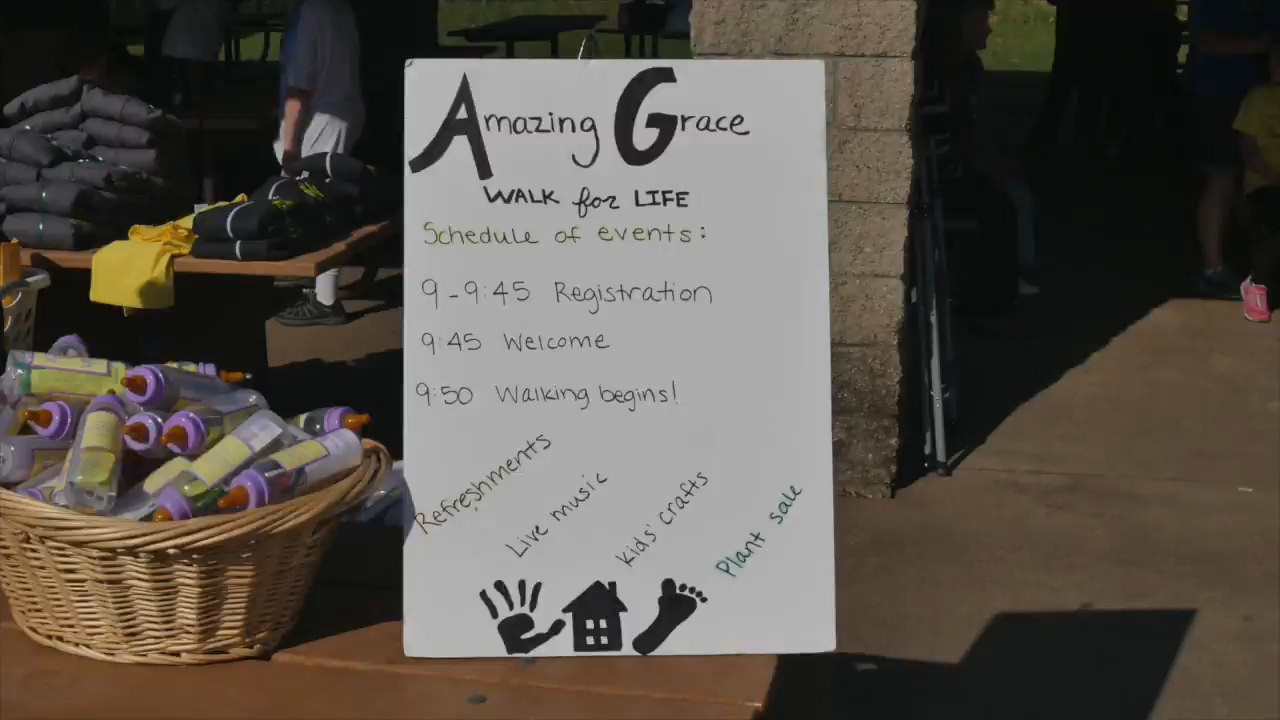 Amazing Grace
WALK for LIFE
Schedule of events:
9-9:45 Registration
9:45 Welcome
9:50 Walking begins!
Refreshments
Live music
Kids' crafts
Plant sale